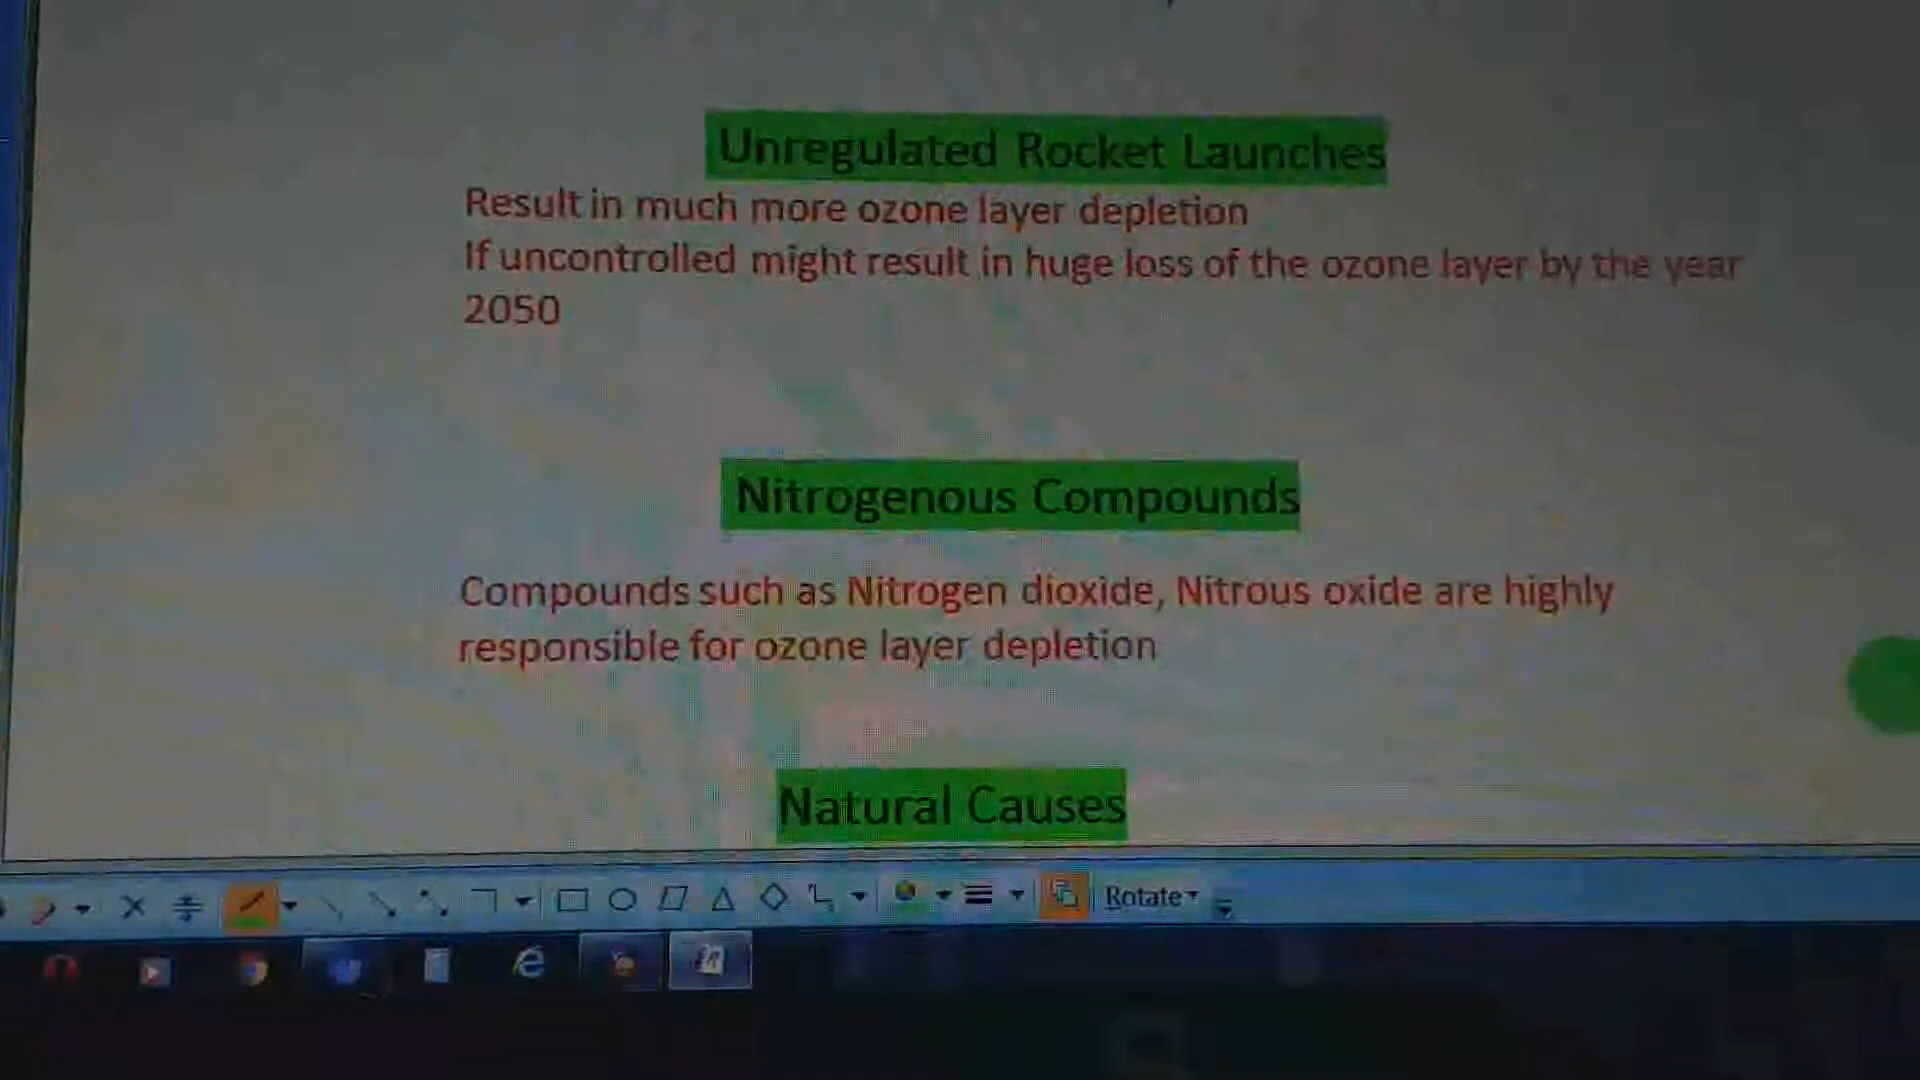 Unregulated Rocket Launches
Result in much more ozone layer depletion
If uncontrolled might result in huge loss of the ozone layer by the year
2050
Nitrogenous Compounds
Compounds such as Nitrogen dioxide, Nitrous oxide are highly
responsible for ozone layer depletion
Natural Causes
Rotate